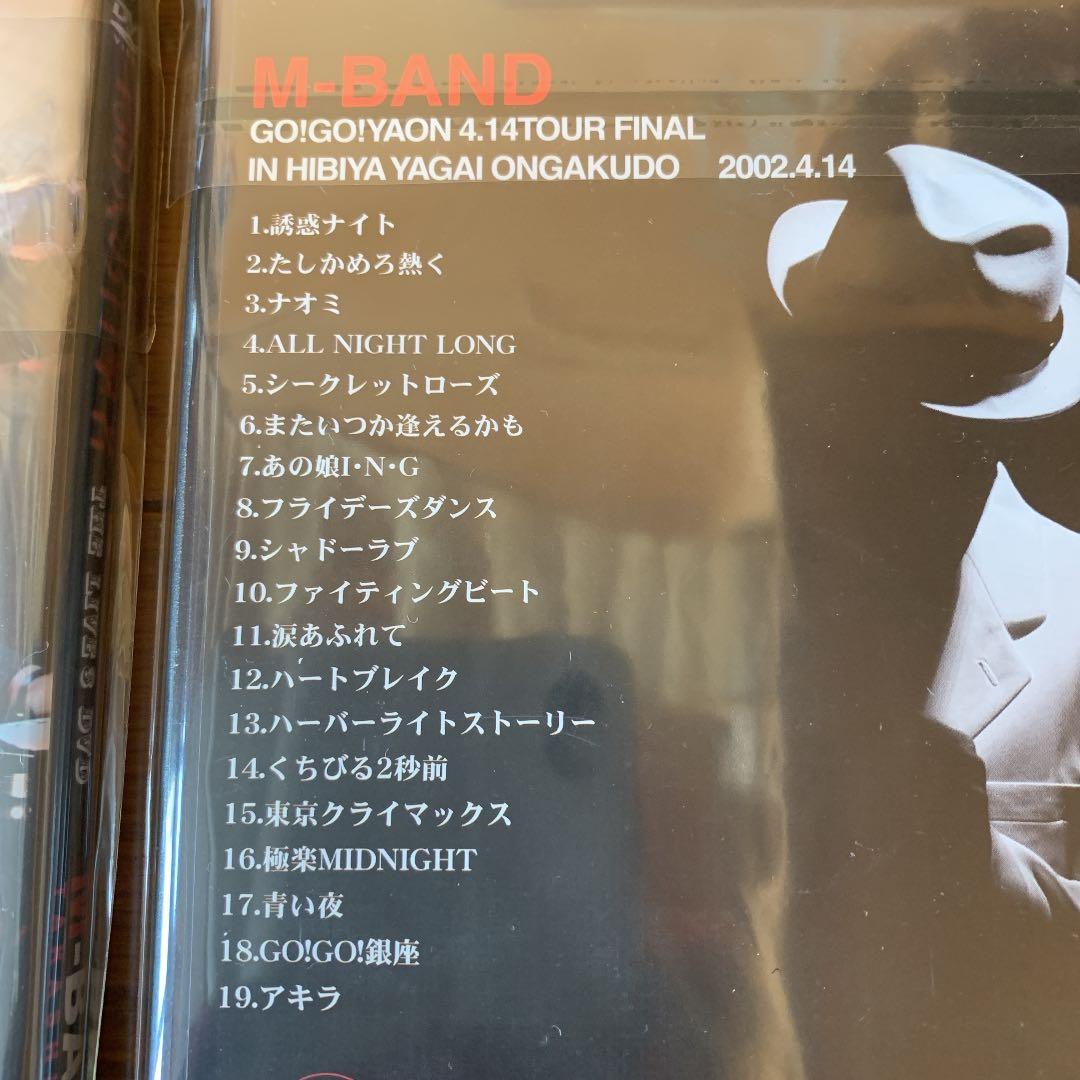 M-BAND
GO!GO!YAON 4.14TOUR FINAL
IN HIBIYA YAGAI ONGAKUDO 2002.4.14
1.誘惑ナイト
2.たしかめろ熱く
3.ナオミ
4.ALL NIGHT LONG
5.シークレットローズ
6.またいつか逢えるかも
7.あの娘I・N・G
8.フライデーズダンス
9.シャドーラブ
10.ファイティングビート
11.涙あふれて
12.ハートブレイク
13.ハーバーライトストーリー
14.くちびる2秒前
15.東京クライマックス
16.極楽MIDNIGHT
17.青い夜
18.GO!GO!銀座
19.アキラ
THE LIVE3 DVD